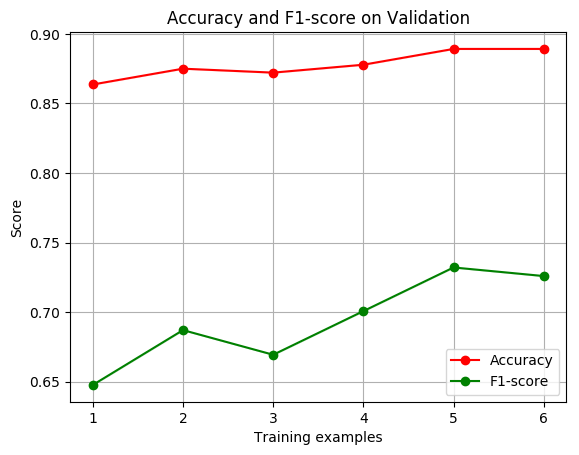 Accuracy and F1-score on Validation
0.90
0.85
0.80
0.75
0.70
0.65
Score
Accuracy
F1-score
1 2 3 4 5 6
Training examples